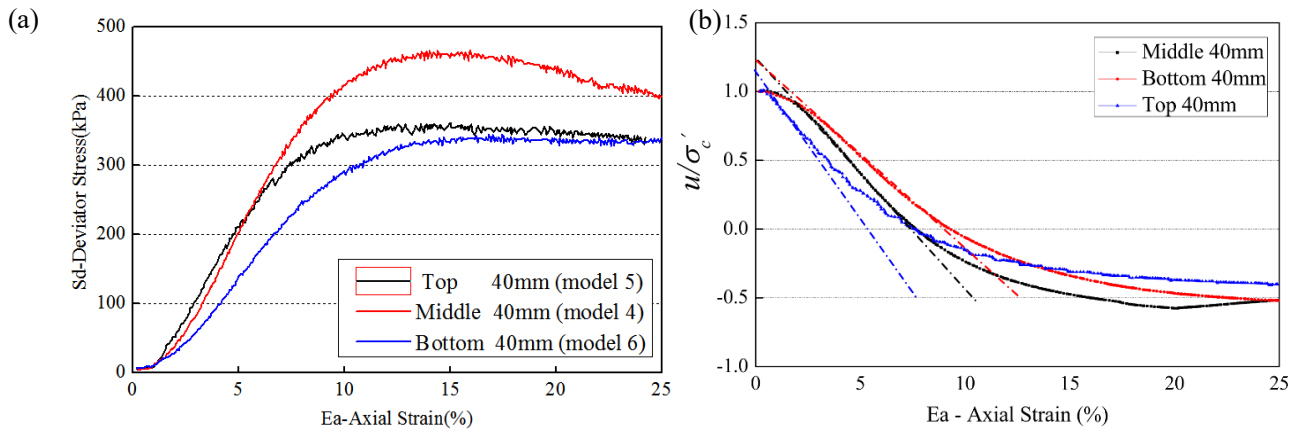 (a)
500
400
300
200
100
0
Sd-Deviator Stress(kPa)
Top 40mm (model 5)
Middle 40mm (model 4)
Bottom 40mm (model 6)
0 5 10 15 20 25
Ea-Axial Strain(%)
(b)
1.5
1.0
0.5
0.0
-0.5
-1.0
u/σc′
Middle 40mm
Bottom 40mm
Top 40mm
0 5 10 15 20 25
Ea - Axial Strain (%)